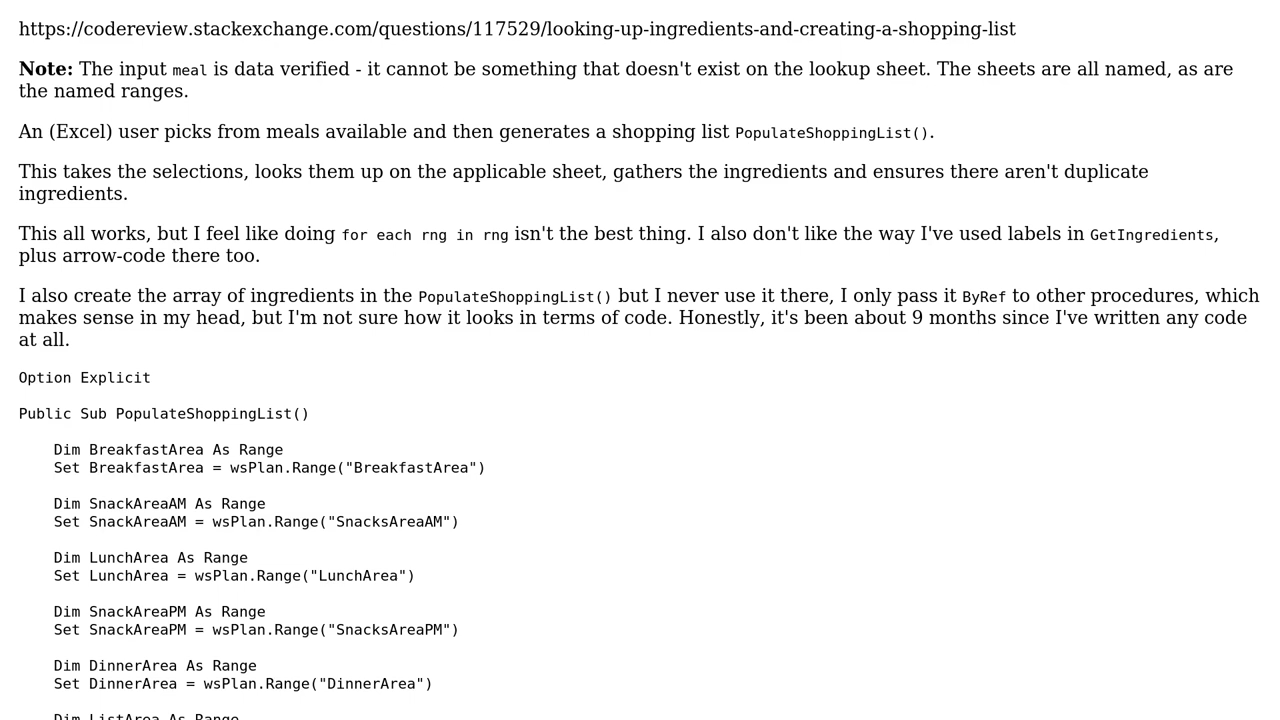 https://codereview.stackexchange.com/questions/117529/looking-up-ingredients-and-creating-a-shopping-list
Note: The input meal is data verified - it cannot be something that doesn't exist on the lookup sheet. The sheets are all named, as are
the named ranges.
An (Excel) user picks from meals available and then generates a shopping list PopulateShoppingList().
This takes the selections, looks them up on the applicable sheet, gathers the ingredients and ensures there aren't duplicate
ingredients.
This all works, but I feel like doing for each rng in rng isn't the best thing. I also don't like the way I've used labels in GetIngredients,
plus arrow-code there too.
I also create the array of ingredients in the PopulateShoppingList() but I never use it there, I only pass it ByRef to other procedures, which
makes sense in my head, but I'm not sure how it looks in terms of code. Honestly, it's been about 9 months since I've written any code
at all.
Option Explicit
Public Sub PopulateShoppingList()
    Dim BreakfastArea As Range
    Set BreakfastArea = wsPlan.Range("BreakfastArea")
    Dim SnackAreaAM As Range
    Set SnackAreaAM = wsPlan.Range("SnacksAreaAM")
    Dim LunchArea As Range
    Set LunchArea = wsPlan.Range("LunchArea")
    Dim SnackAreaPM As Range
    Set SnackAreaPM = wsPlan.Range("SnacksAreaPM")
    Dim DinnerArea As Range
    Set DinnerArea = wsPlan.Range("DinnerArea")
    Dim ListArea As Range